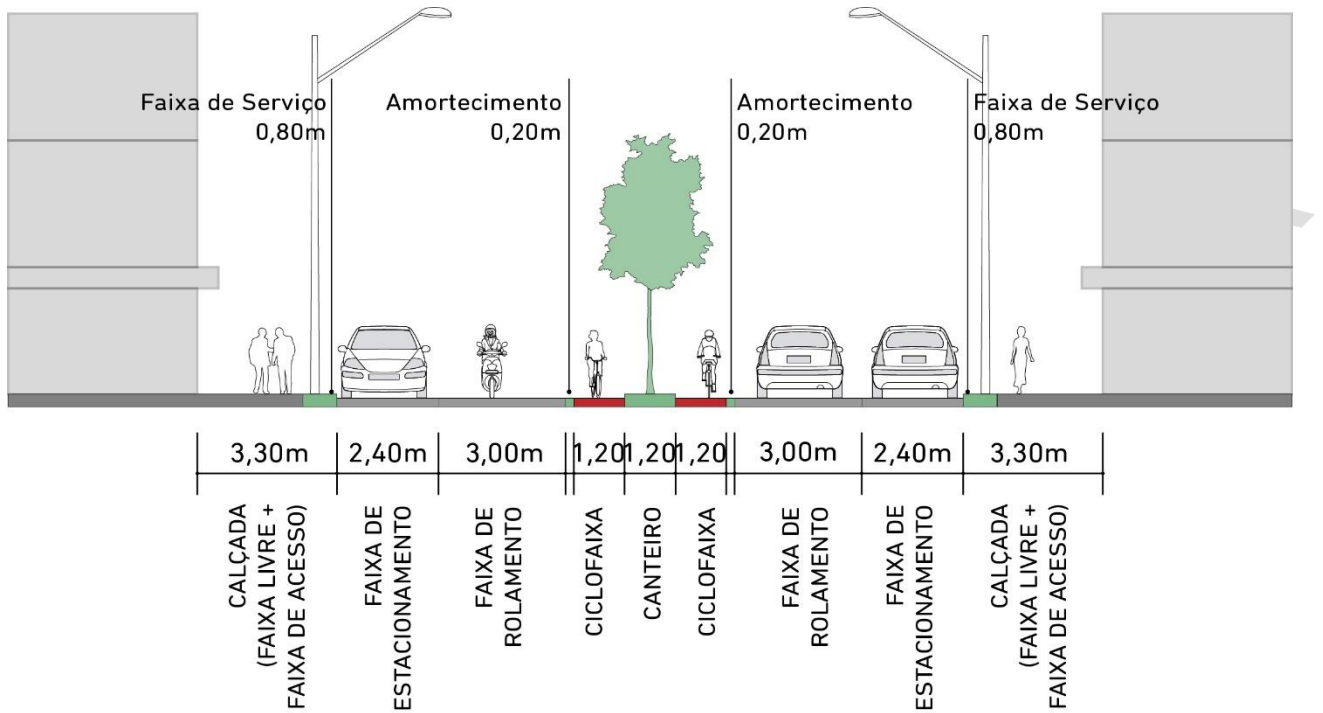 Faixa de Serviço
0,80m
Amortecimento
0,20m
Amortecimento
0,20m
Faixa de Serviço
0,80m
3,30m
2,40m
3,00m
1,20
1,20
1,20
3,00m
2,40m
3,30m
CALÇADA
(FAIXA LIVRE +
FAIXA DE ACESSO)
FAIXA DE
ESTACIONAMENTO
FAIXA DE
ROLAMENTO
CICLOFAIXA
CANTEIRO
CICLOFAIXA
FAIXA DE
ROLAMENTO
FAIXA DE
ESTACIONAMENTO
CALÇADA
(FAIXA LIVRE +
FAIXA DE ACESSO)